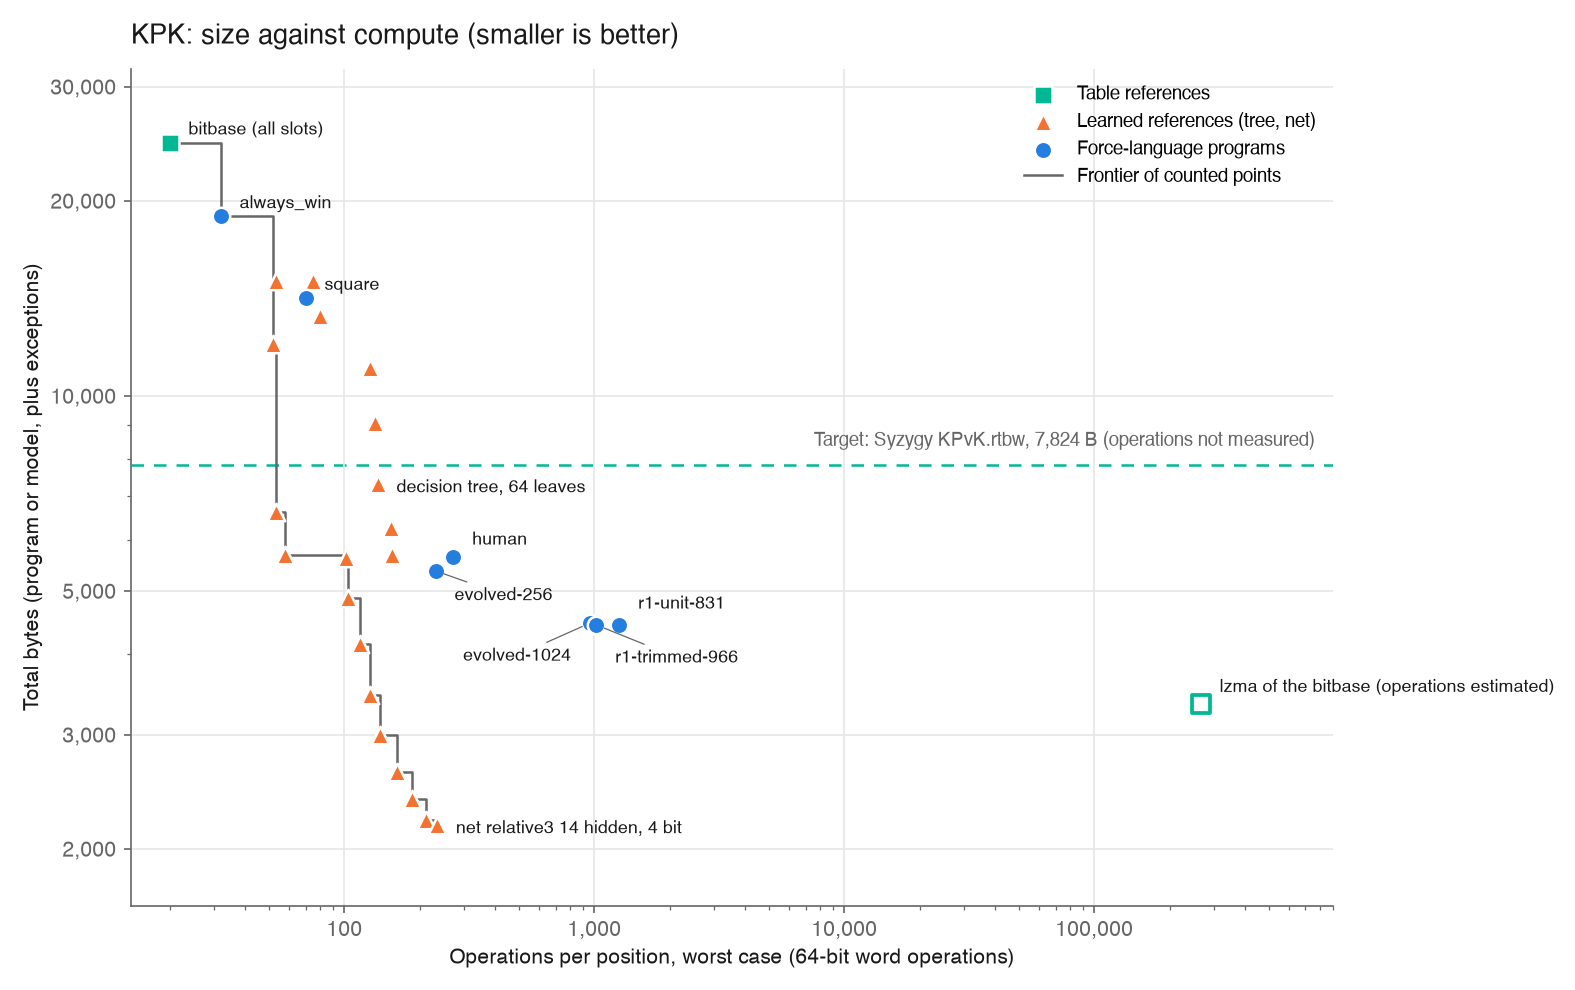 KPK: size against compute (smaller is better)
30,000
20,000
10,000
5,000
3,000
2,000
Total bytes (program or model, plus exceptions)
Table references
Learned references (tree, net)
Force-language programs
Frontier of counted points
bitbase (all slots)
always_win
square
Target: Syzygy KPvK.rtbw, 7,824 B (operations not measured)
decision tree, 64 leaves
human
evolved-256
r1-unit-831
evolved-1024
r1-trimmed-966
lzma of the bitbase (operations estimated)
net relative3 14 hidden, 4 bit
100
1,000
10,000
100,000
Operations per position, worst case (64-bit word operations)